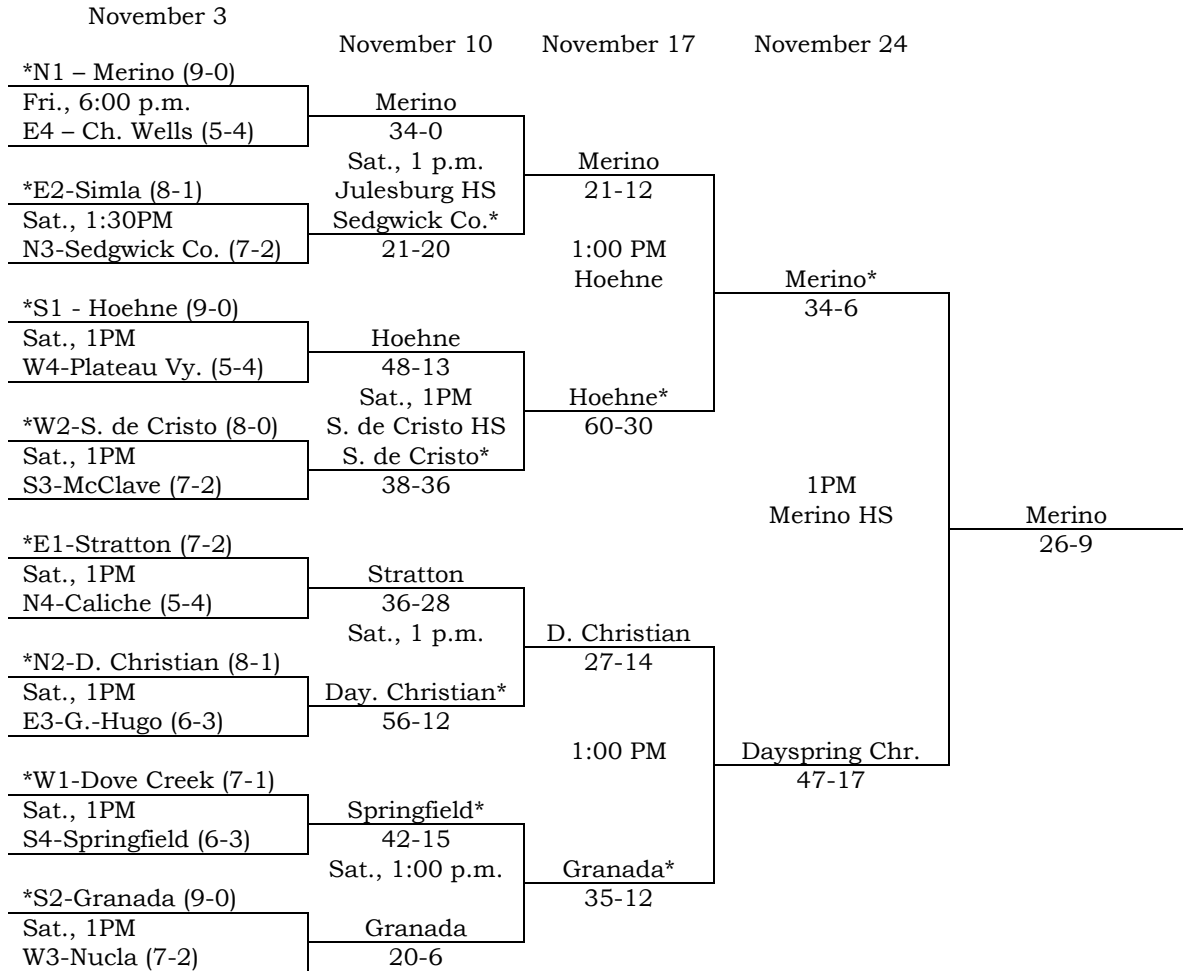 November 3
November 10
November 17
November 24
*N1 – Merino (9-0)
Fri., 6:00 p.m.
E4 – Ch. Wells (5-4)
*E2-Simla (8-1)
Sat., 1:30PM
N3-Sedgwick Co. (7-2)
*S1 - Hoehne (9-0)
Sat., 1PM
W4-Plateau Vy. (5-4)
*W2-S. de Cristo (8-0)
Sat., 1PM
S3-McClave (7-2)
*E1-Stratton (7-2)
Sat., 1PM
N4-Caliche (5-4)
*N2-D. Christian (8-1)
Sat., 1PM
E3-G.-Hugo (6-3)
*W1-Dove Creek (7-1)
Sat., 1PM
S4-Springfield (6-3)
*S2-Granada (9-0)
Sat., 1PM
W3-Nucla (7-2)
Merino
34-0
Sat., 1 p.m.
Julesburg HS
Sedgwick Co.*
21-20
Hoehne
48-13
Sat., 1PM
S. de Cristo HS
S. de Cristo*
38-36
Stratton
36-28
Sat., 1 p.m.
Day. Christian*
56-12
Springfield*
42-15
Sat., 1:00 p.m.
Granada
20-6
Merino
21-12
1:00 PM
Hoehne
Hoehne*
60-30
D. Christian
27-14
1:00 PM
Granada*
35-12
Merino*
34-6
1PM
Merino HS
Dayspring Chr.
47-17
Merino
26-9